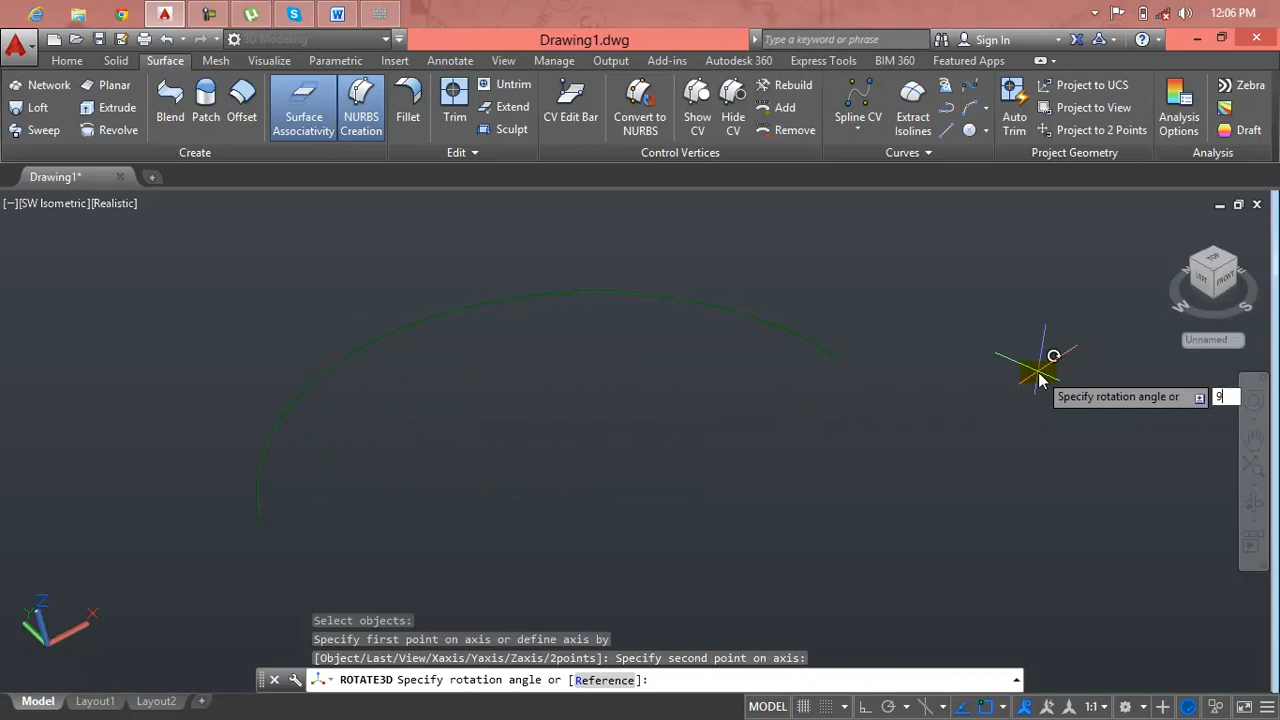 12:06 PM
3D Modeling
Drawing1.dwg
Type a keyword or phrase
Sign In
Home Solid Surface Mesh Visualize Parametric Insert Annotate View Manage Output Add-ins Autodesk 360 Express Tools BIM 360 Featured Apps
Network Planar
Loft Extrude
Sweep Revolve
Blend Patch Offset
Surface Associativity
NURBS Creation
Fillet
Trim
Untrim
Extend
Sculpt
CV Edit Bar
Convert to NURBS
Show CV
Hide CV
Rebuild
Add
Remove
Spline CV
Extract Isolines
Auto Trim
Project to UCS
Project to View
Project to 2 Points
Analysis Options
Zebra
Draft
Create Edit Control Vertices Curves Project Geometry Analysis
Drawing1*
[−][SW Isometric][Realistic]
TOP
LEFT FRONT
W S
Unnamed
Specify rotation angle or 9
Z
Y X
Select objects:
Specify first point on axis or define axis by
[Object/Last/View/Xaxis/Yaxis/Zaxis/2points]: Specify second point on axis:
ROTATE3D Specify rotation angle or [Reference]:
Model Layout1 Layout2
MODEL 1:1